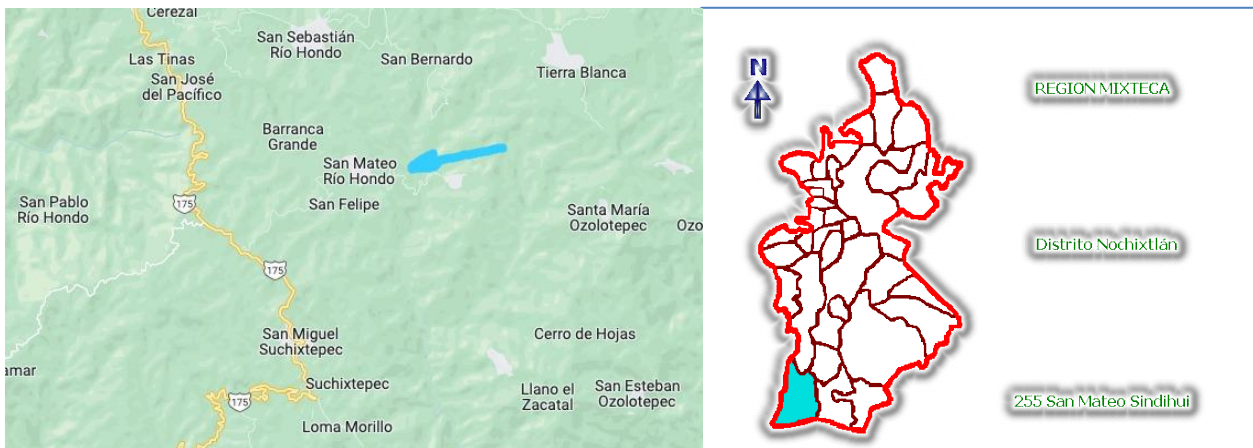 Cerezal
San Sebastián
Río Hondo
Las Tinas
San Bernardo
Tierra Blanca
San José
del Pacífico
Barranca
Grande
San Mateo
Río Hondo
San Pablo
Río Hondo
175
San Felipe
Santa María
Ozolotepec
Ozo
175
San Miguel
Suchixtepec
Cerro de Hojas
amar
Suchixtepec
175
Llano el
Zacatal
San Esteban
Ozolotepec
Loma Morillo
N
REGION MIXTECA
Distrito Nochixtlán
255 San Mateo Sindihui